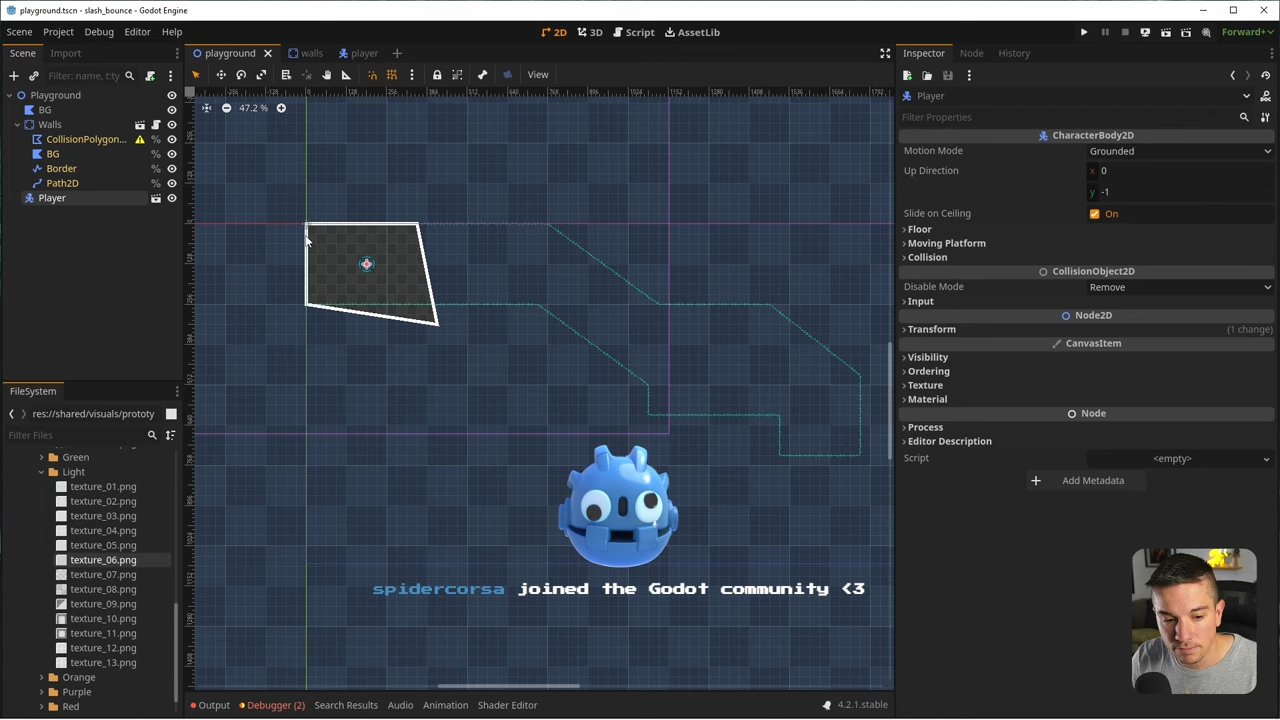 playground.tscn - slash_bounce - Godot Engine
Scene Project Debug Editor Help
2D 3D Script AssetLib
Forward+
Scene Import
playground walls player
Inspector Node History
Filter: name, t:ty
View
Player
Filter Properties
47.2 %
Playground
BG
Walls
CollisionPolygon...
BG
Border
Path2D
Player
CharacterBody2D
Motion Mode Grounded
Up Direction x 0
y -1
Slide on Ceiling On
Floor
Moving Platform
Collision
CollisionObject2D
Disable Mode Remove
Input
Node2D
Transform (1 change)
CanvasItem
Visibility
Ordering
Texture
Material
Node
Process
Editor Description
Script <empty>
Add Metadata
FileSystem
res://shared/visuals/prototy
Filter Files
Green
Light
texture_01.png
texture_02.png
texture_03.png
texture_04.png
texture_05.png
texture_06.png
texture_07.png
texture_08.png
texture_09.png
texture_10.png
texture_11.png
texture_12.png
texture_13.png
Orange
Purple
Red
spidercorsa joined the Godot community <3
Output Debugger (2) Search Results Audio Animation Shader Editor
4.2.1.stable